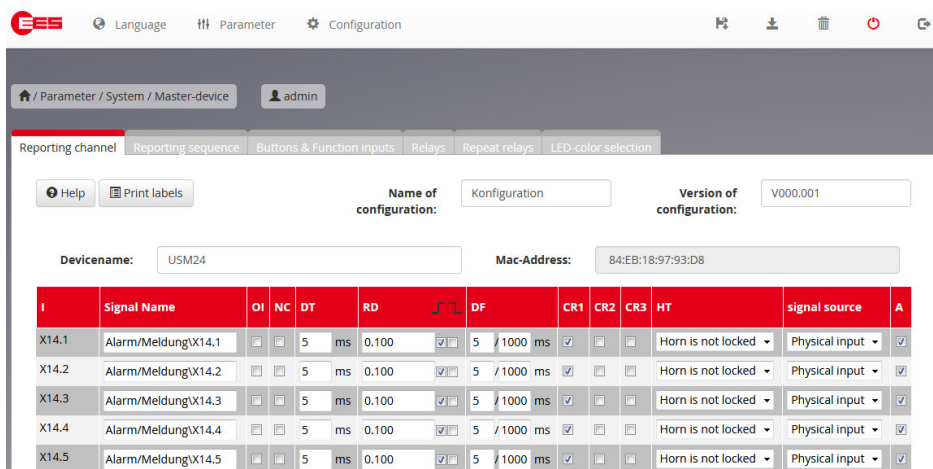 EES Language Parameter Configuration
/ Parameter / System / Master-device admin
Reporting channel Reporting sequence Buttons & Function inputs Relays Repeat relays LED-color selection
Help Print labels Name of configuration: Konfiguration Version of configuration: V000.001
Devicename: USM24 Mac-Address: 84:EB:18:97:93:D8
I Signal Name OI NC DT RD DF CR1 CR2 CR3 HT signal source A
X14.1 Alarm/Meldung\X14.1 5 ms 0.100 5 /1000 ms Horn is not locked Physical input
X14.2 Alarm/Meldung\X14.2 5 ms 0.100 5 /1000 ms Horn is not locked Physical input
X14.3 Alarm/Meldung\X14.3 5 ms 0.100 5 /1000 ms Horn is not locked Physical input
X14.4 Alarm/Meldung\X14.4 5 ms 0.100 5 /1000 ms Horn is not locked Physical input
X14.5 Alarm/Meldung\X14.5 5 ms 0.100 5 /1000 ms Horn is not locked Physical input